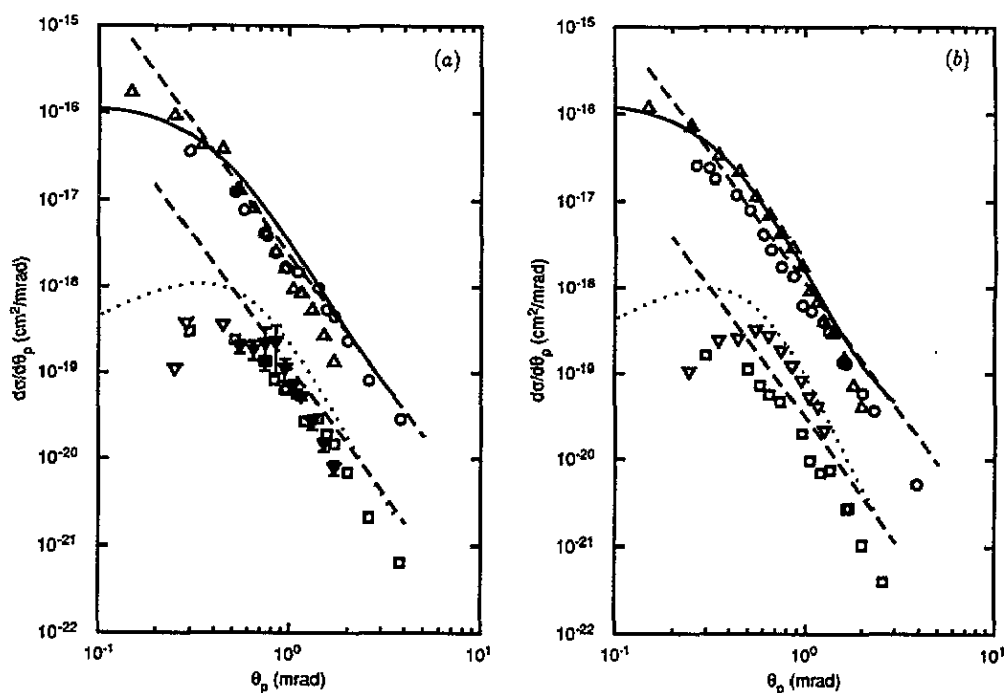 (a)
10⁻¹⁵
10⁻¹⁶
10⁻¹⁷
10⁻¹⁸
10⁻¹⁹
10⁻²⁰
10⁻²¹
10⁻²²
dσ/dθₚ (cm²/mrad)
10⁻¹ 10⁰ 10¹
θₚ (mrad)
(b)
10⁻¹⁵
10⁻¹⁶
10⁻¹⁷
10⁻¹⁸
10⁻¹⁹
10⁻²⁰
10⁻²¹
10⁻²²
dσ/dθₚ (cm²/mrad)
10⁻¹ 10⁰ 10¹
θₚ (mrad)